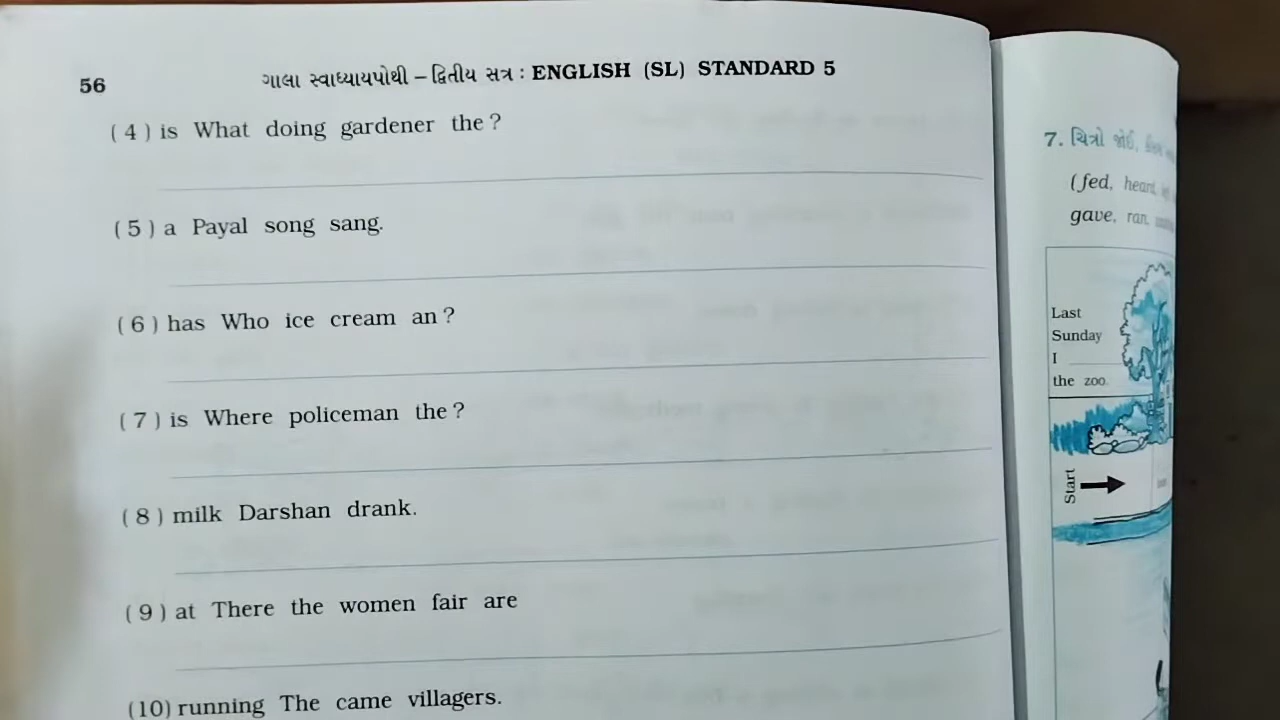 56
ગાલા સ્વાધ્યાયપોથી – દ્વિતીય સત્ર : ENGLISH (SL) STANDARD 5
(4) is What doing gardener the?
(5) a Payal song sang.
(6) has Who ice cream an?
(7) is Where policeman the?
(8) milk Darshan drank.
(9) at There the women fair are
(10) running The came villagers.
7. ચિત્રો જોઈ,
(fed, heard,
gave, ran,
Last
Sunday
I
the zoo.
Start